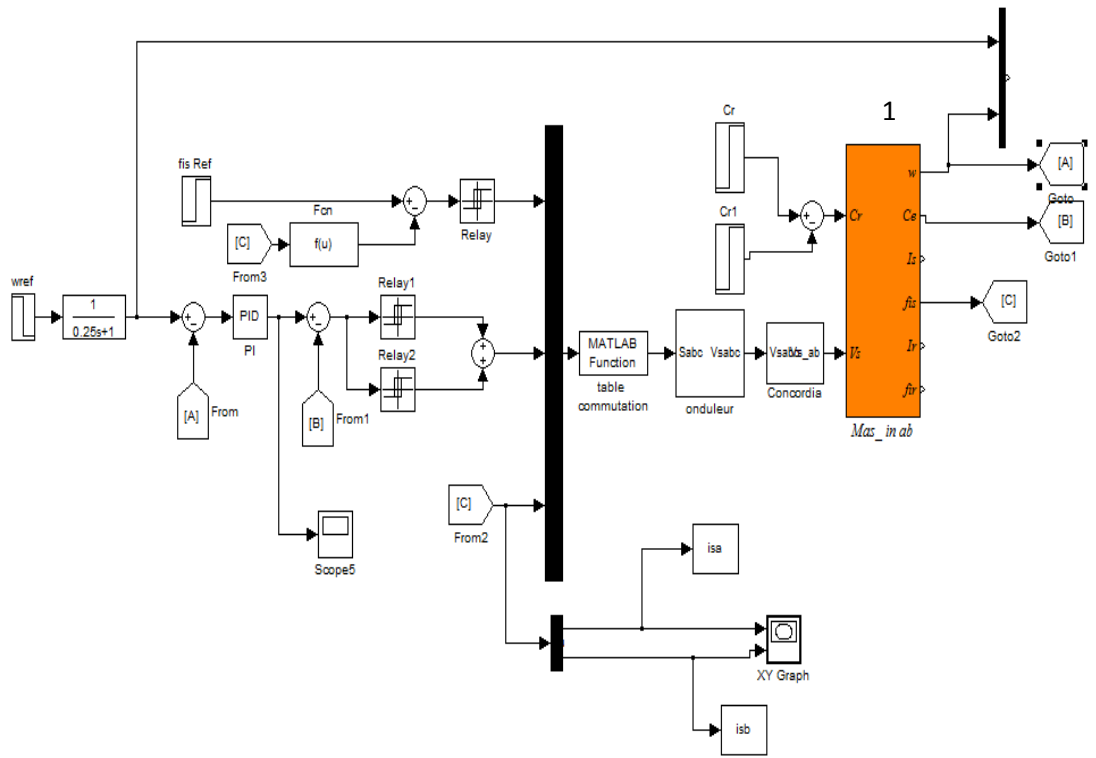 1
Cr
fis Ref
w
[A]
Goto
Fcn
+
-
Relay
Cr1
+
-
Cr
Ce
[B]
Goto1
[C]
f(u)
From3
Is
wref
Relay1
fis
[C]
Goto2
1
0.25s+1
+
-
PID
PI
+
-
+
+
MATLAB
Function
table
commutation
Sabc Vsabc
onduleur
Vsabc
Vs_ab
Concordia
Vs
Ir
Relay2
fir
[A]
From
[B]
From1
Mas_ in ab
[C]
From2
Scope5
isa
XY Graph
isb